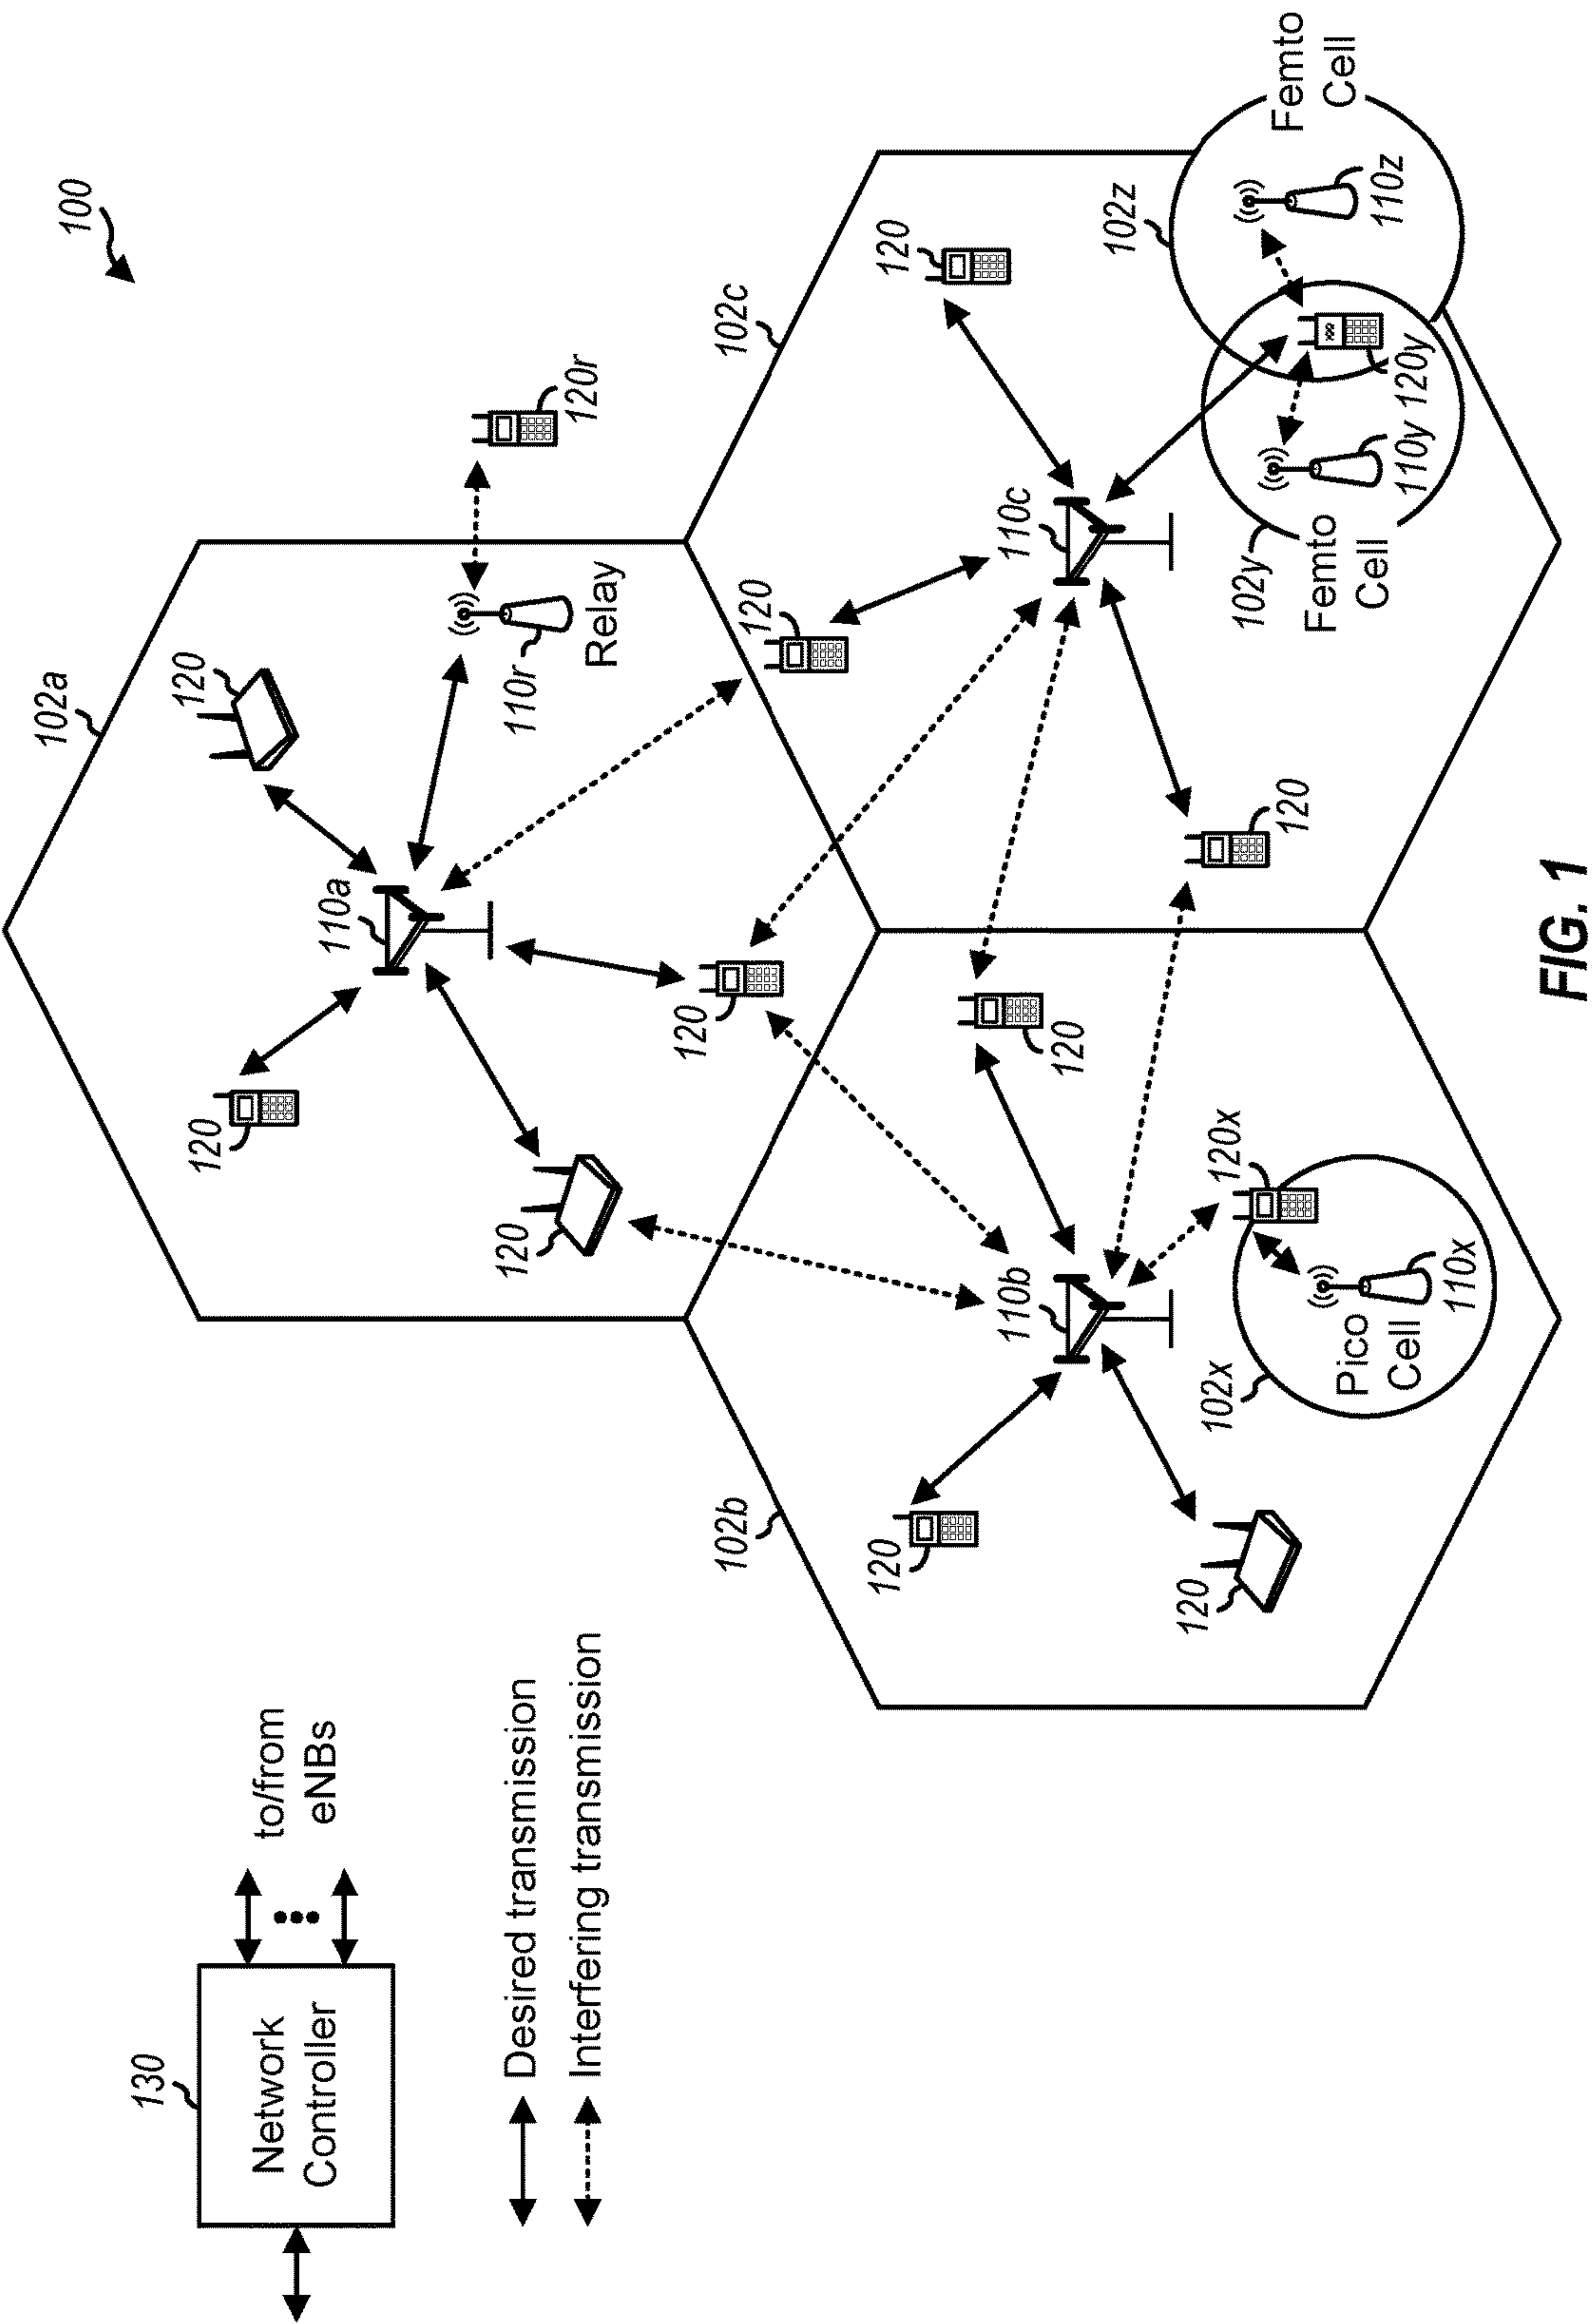 100
130
Network
Controller
to/from
eNBs
Desired transmission
Interfering transmission
102a
120
120
110a
120
120
110r
Relay
120r
102b
120
120
110b
120
102x
Pico
Cell
110x
120x
102c
120
120
110c
120
102y
Femto
Cell
110y
120y
102z
110z
Femto
Cell
FIG. 1